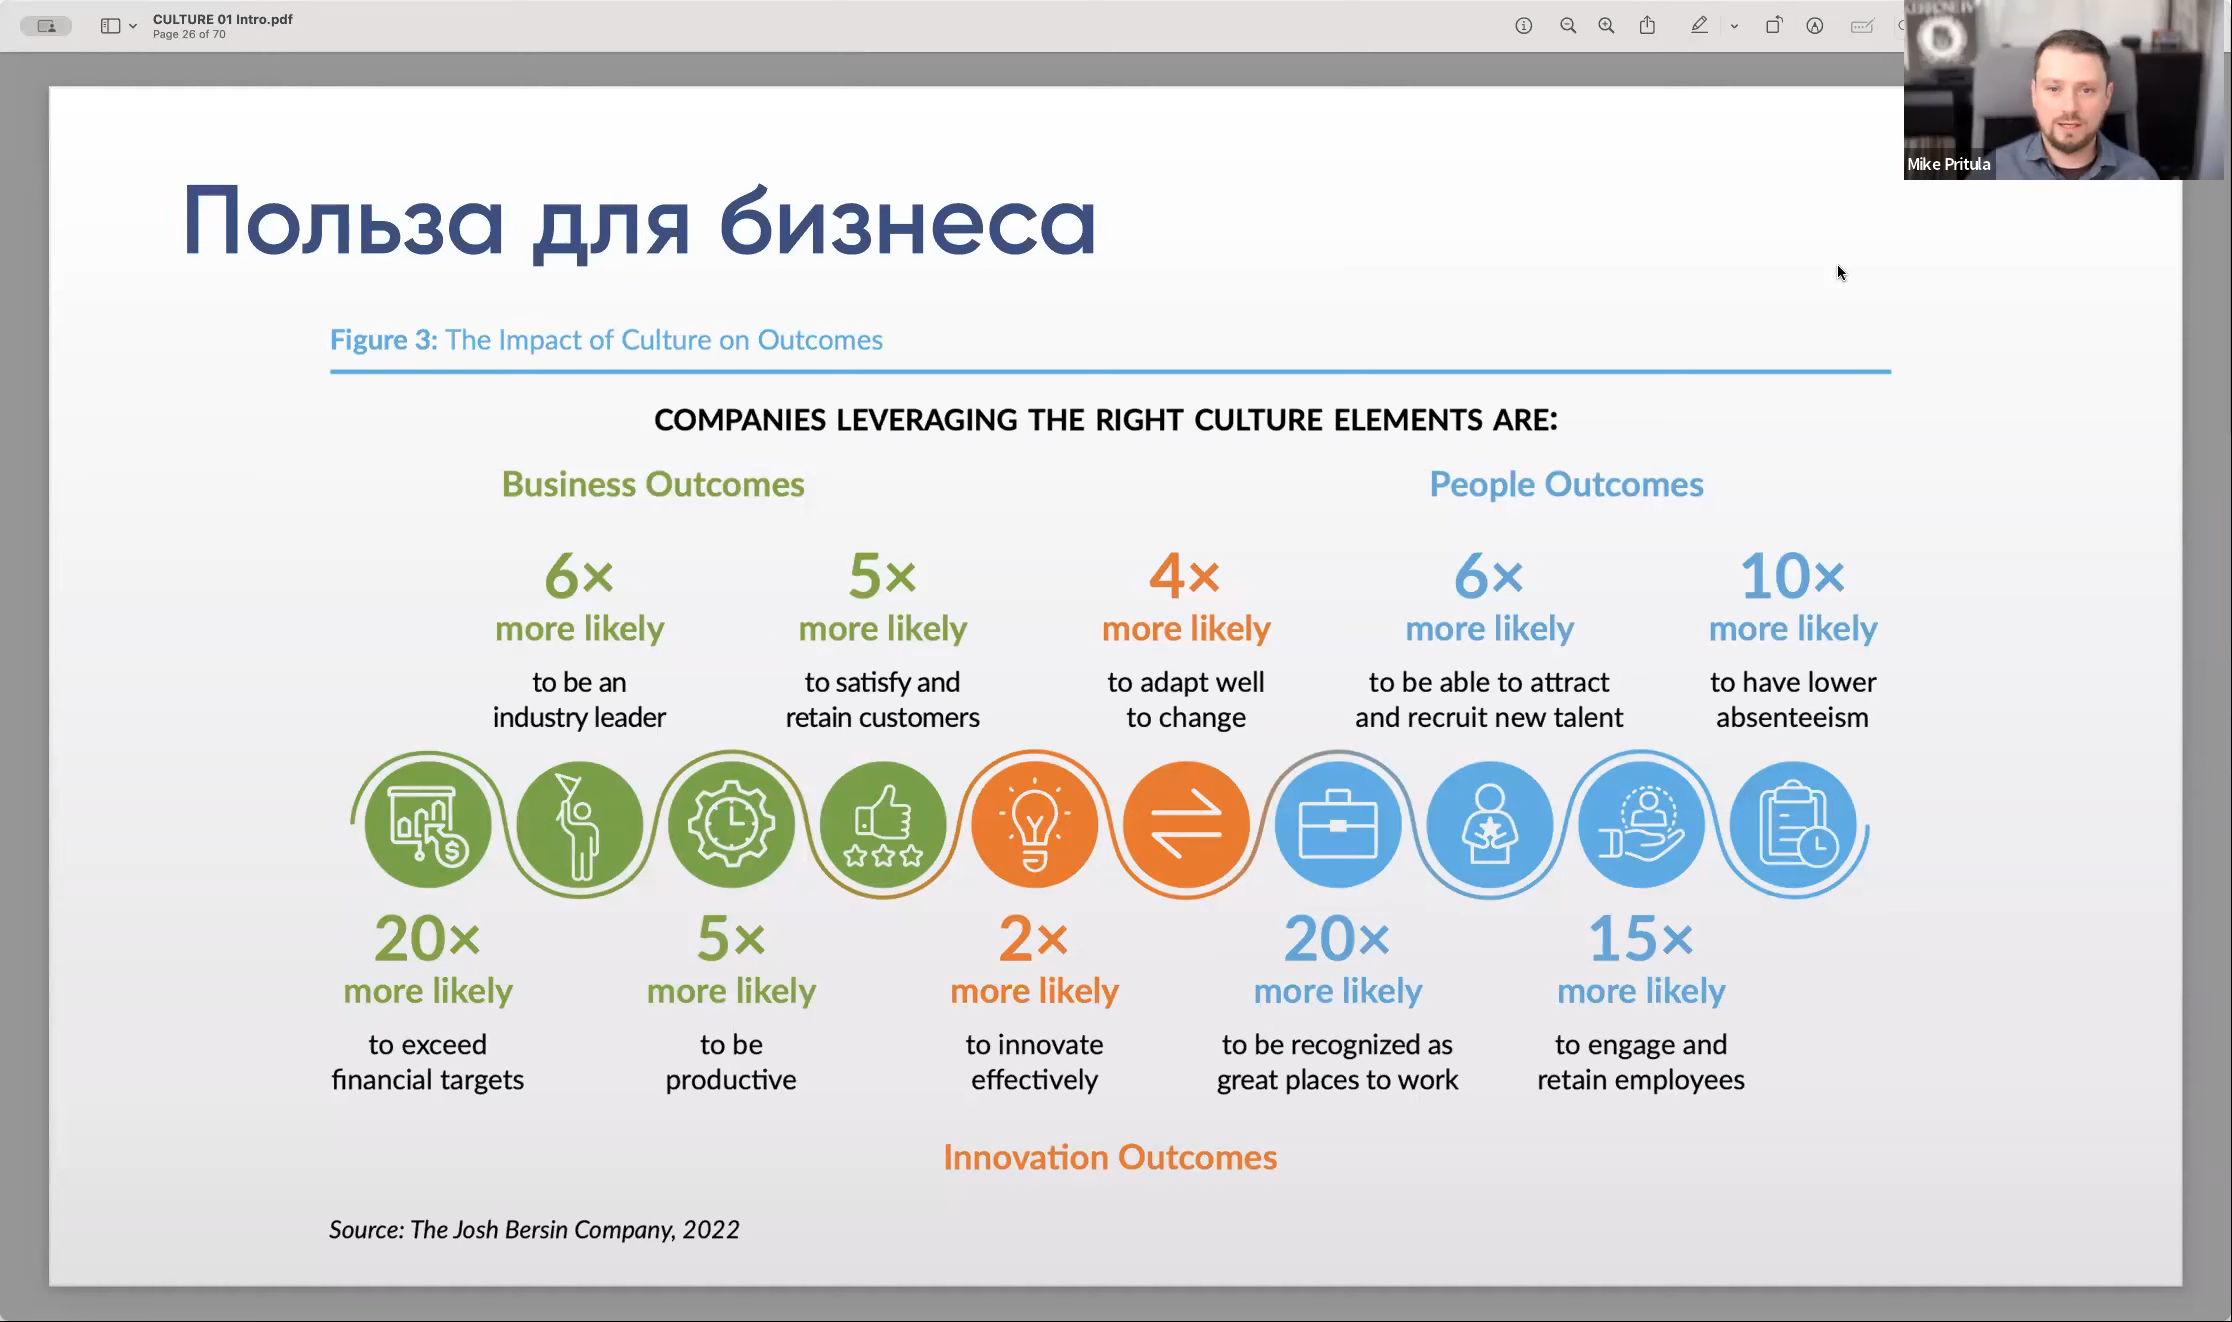 CULTURE 01 Intro.pdf
Page 26 of 70
Mike Pritula
Польза для бизнеса
Figure 3: The Impact of Culture on Outcomes
COMPANIES LEVERAGING THE RIGHT CULTURE ELEMENTS ARE:
Business Outcomes
People Outcomes
6×
more likely
to be an
industry leader
5×
more likely
to satisfy and
retain customers
4×
more likely
to adapt well
to change
6×
more likely
to be able to attract
and recruit new talent
10×
more likely
to have lower
absenteeism
20×
more likely
to exceed
financial targets
5×
more likely
to be
productive
2×
more likely
to innovate
effectively
20×
more likely
to be recognized as
great places to work
15×
more likely
to engage and
retain employees
Innovation Outcomes
Source: The Josh Bersin Company, 2022